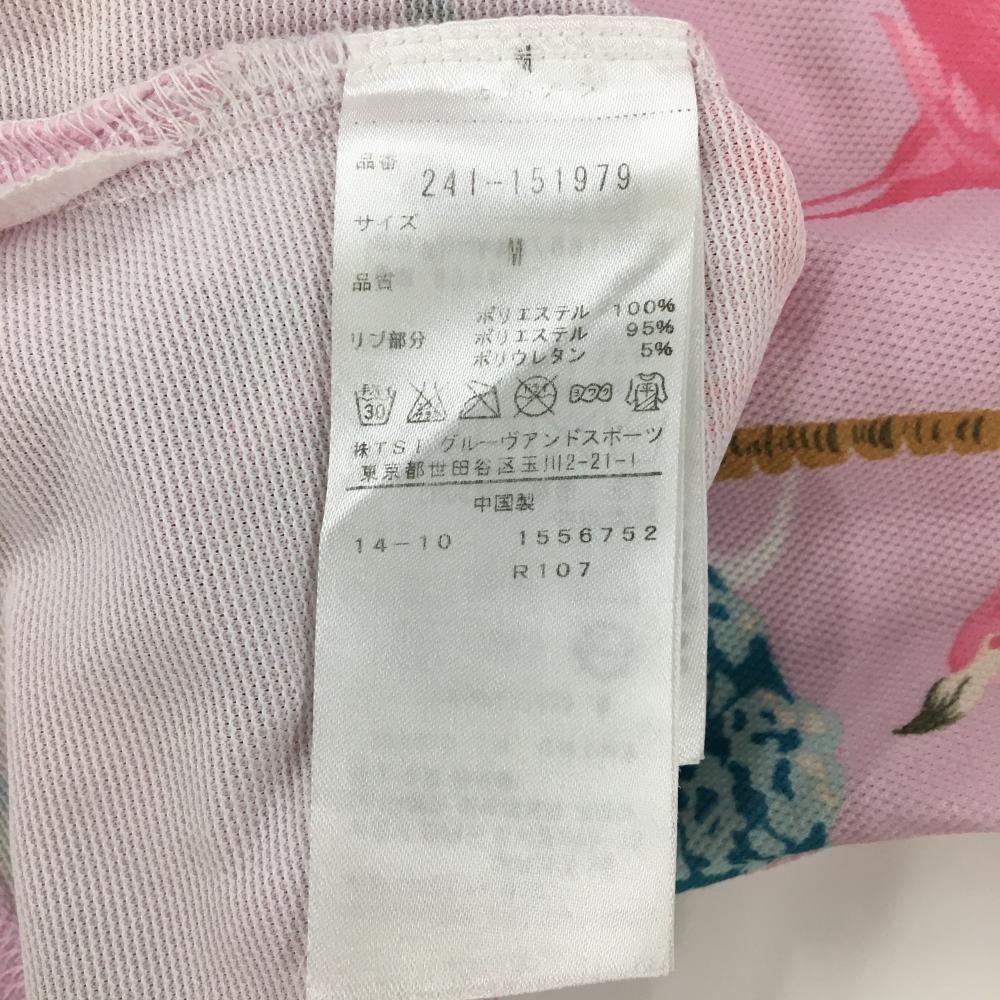 品番
241-151979
サイズ
M
品質
ポリエステル 100%
リブ部分 ポリエステル 95%
ポリウレタン 5%
30
株TSI グルーヴアンドスポーツ
東京都世田谷区玉川2-21-1
中国製
14-10 1556752
R107